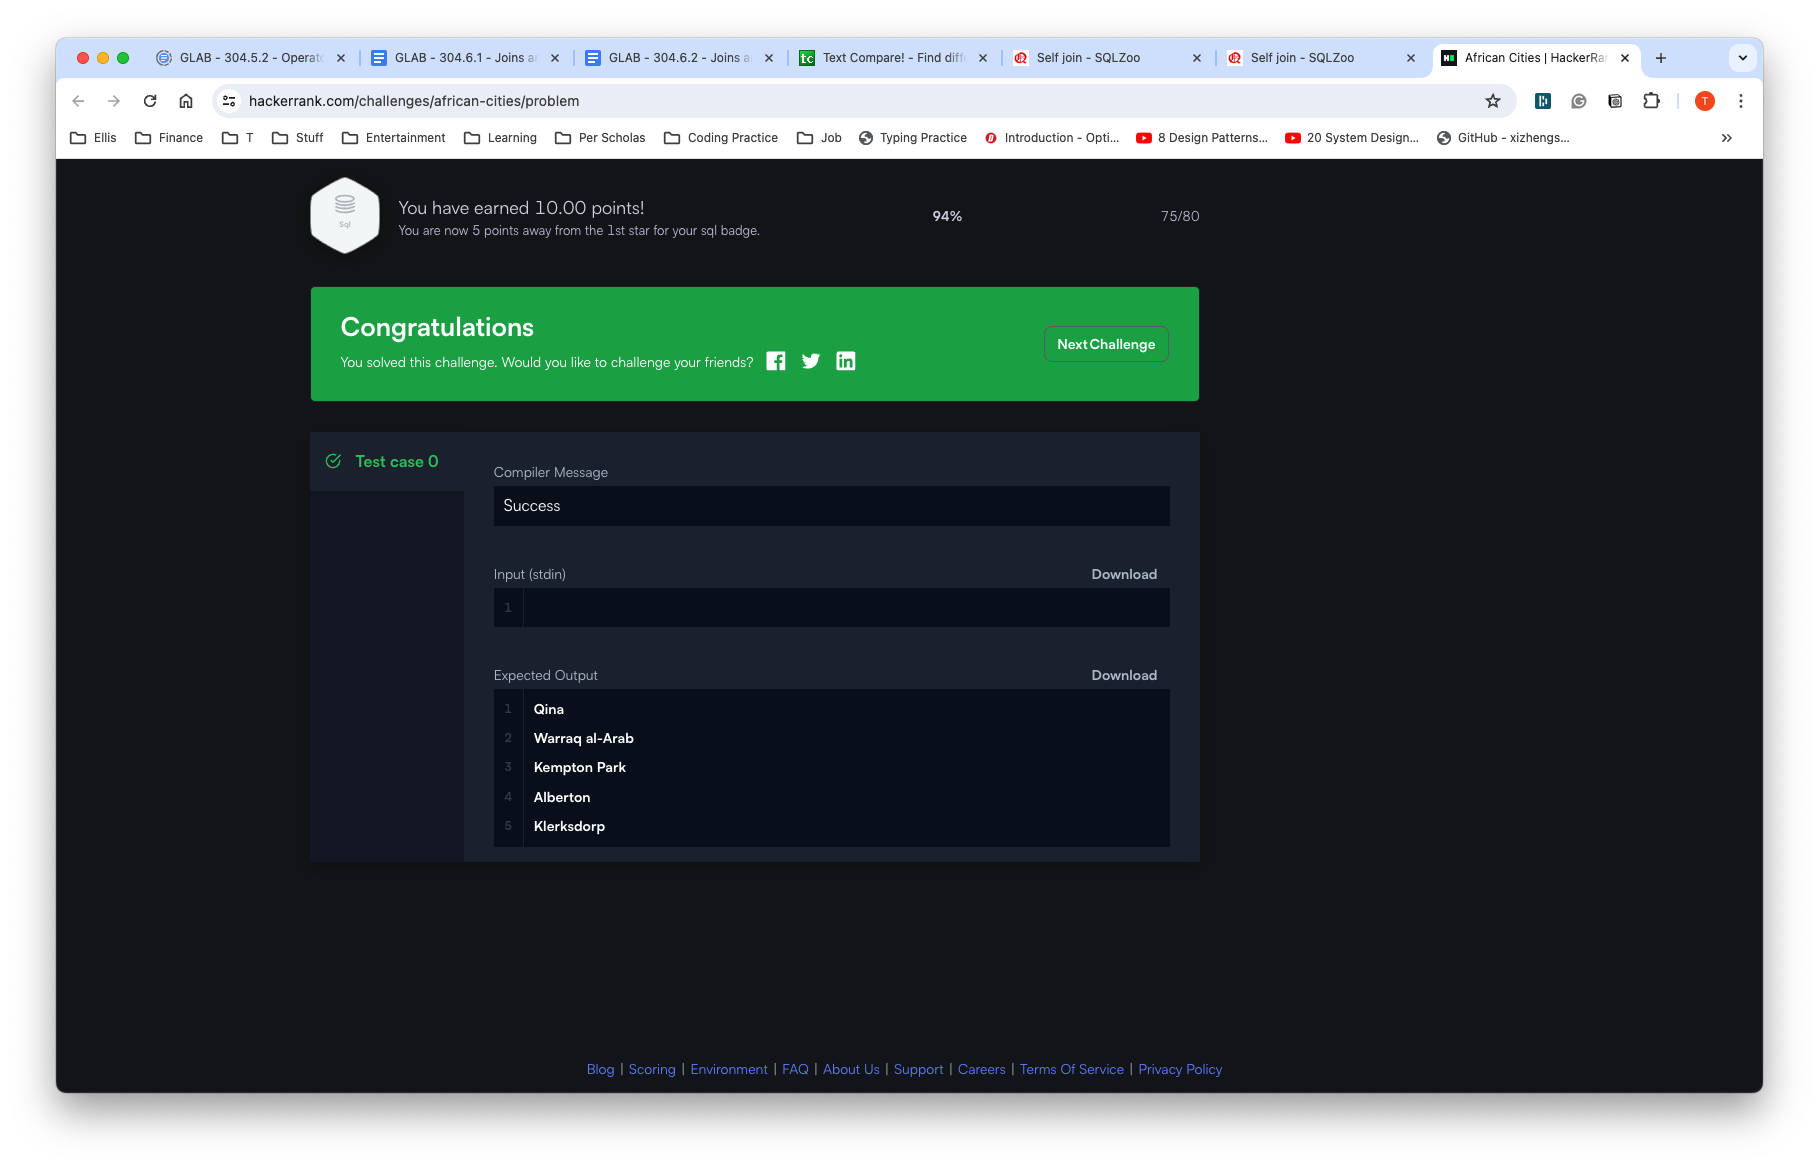 GLAB - 304.5.2 - Operat
GLAB - 304.6.1 - Joins a
GLAB - 304.6.2 - Joins a
tc Text Compare! - Find diff
Self join - SQLZoo
Self join - SQLZoo
African Cities | HackerRa
hackerrank.com/challenges/african-cities/problem
T
Ellis
Finance
T
Stuff
Entertainment
Learning
Per Scholas
Coding Practice
Job
Typing Practice
Introduction - Opti...
8 Design Patterns...
20 System Design...
GitHub - xizhengs...
Sql
You have earned 10.00 points!
You are now 5 points away from the 1st star for your sql badge.
94%
75/80
Congratulations
You solved this challenge. Would you like to challenge your friends?
Next Challenge
Test case 0
Compiler Message
Success
Input (stdin)
Download
1
Expected Output
Download
1 Qina
2 Warraq al-Arab
3 Kempton Park
4 Alberton
5 Klerksdorp
Blog | Scoring | Environment | FAQ | About Us | Support | Careers | Terms Of Service | Privacy Policy